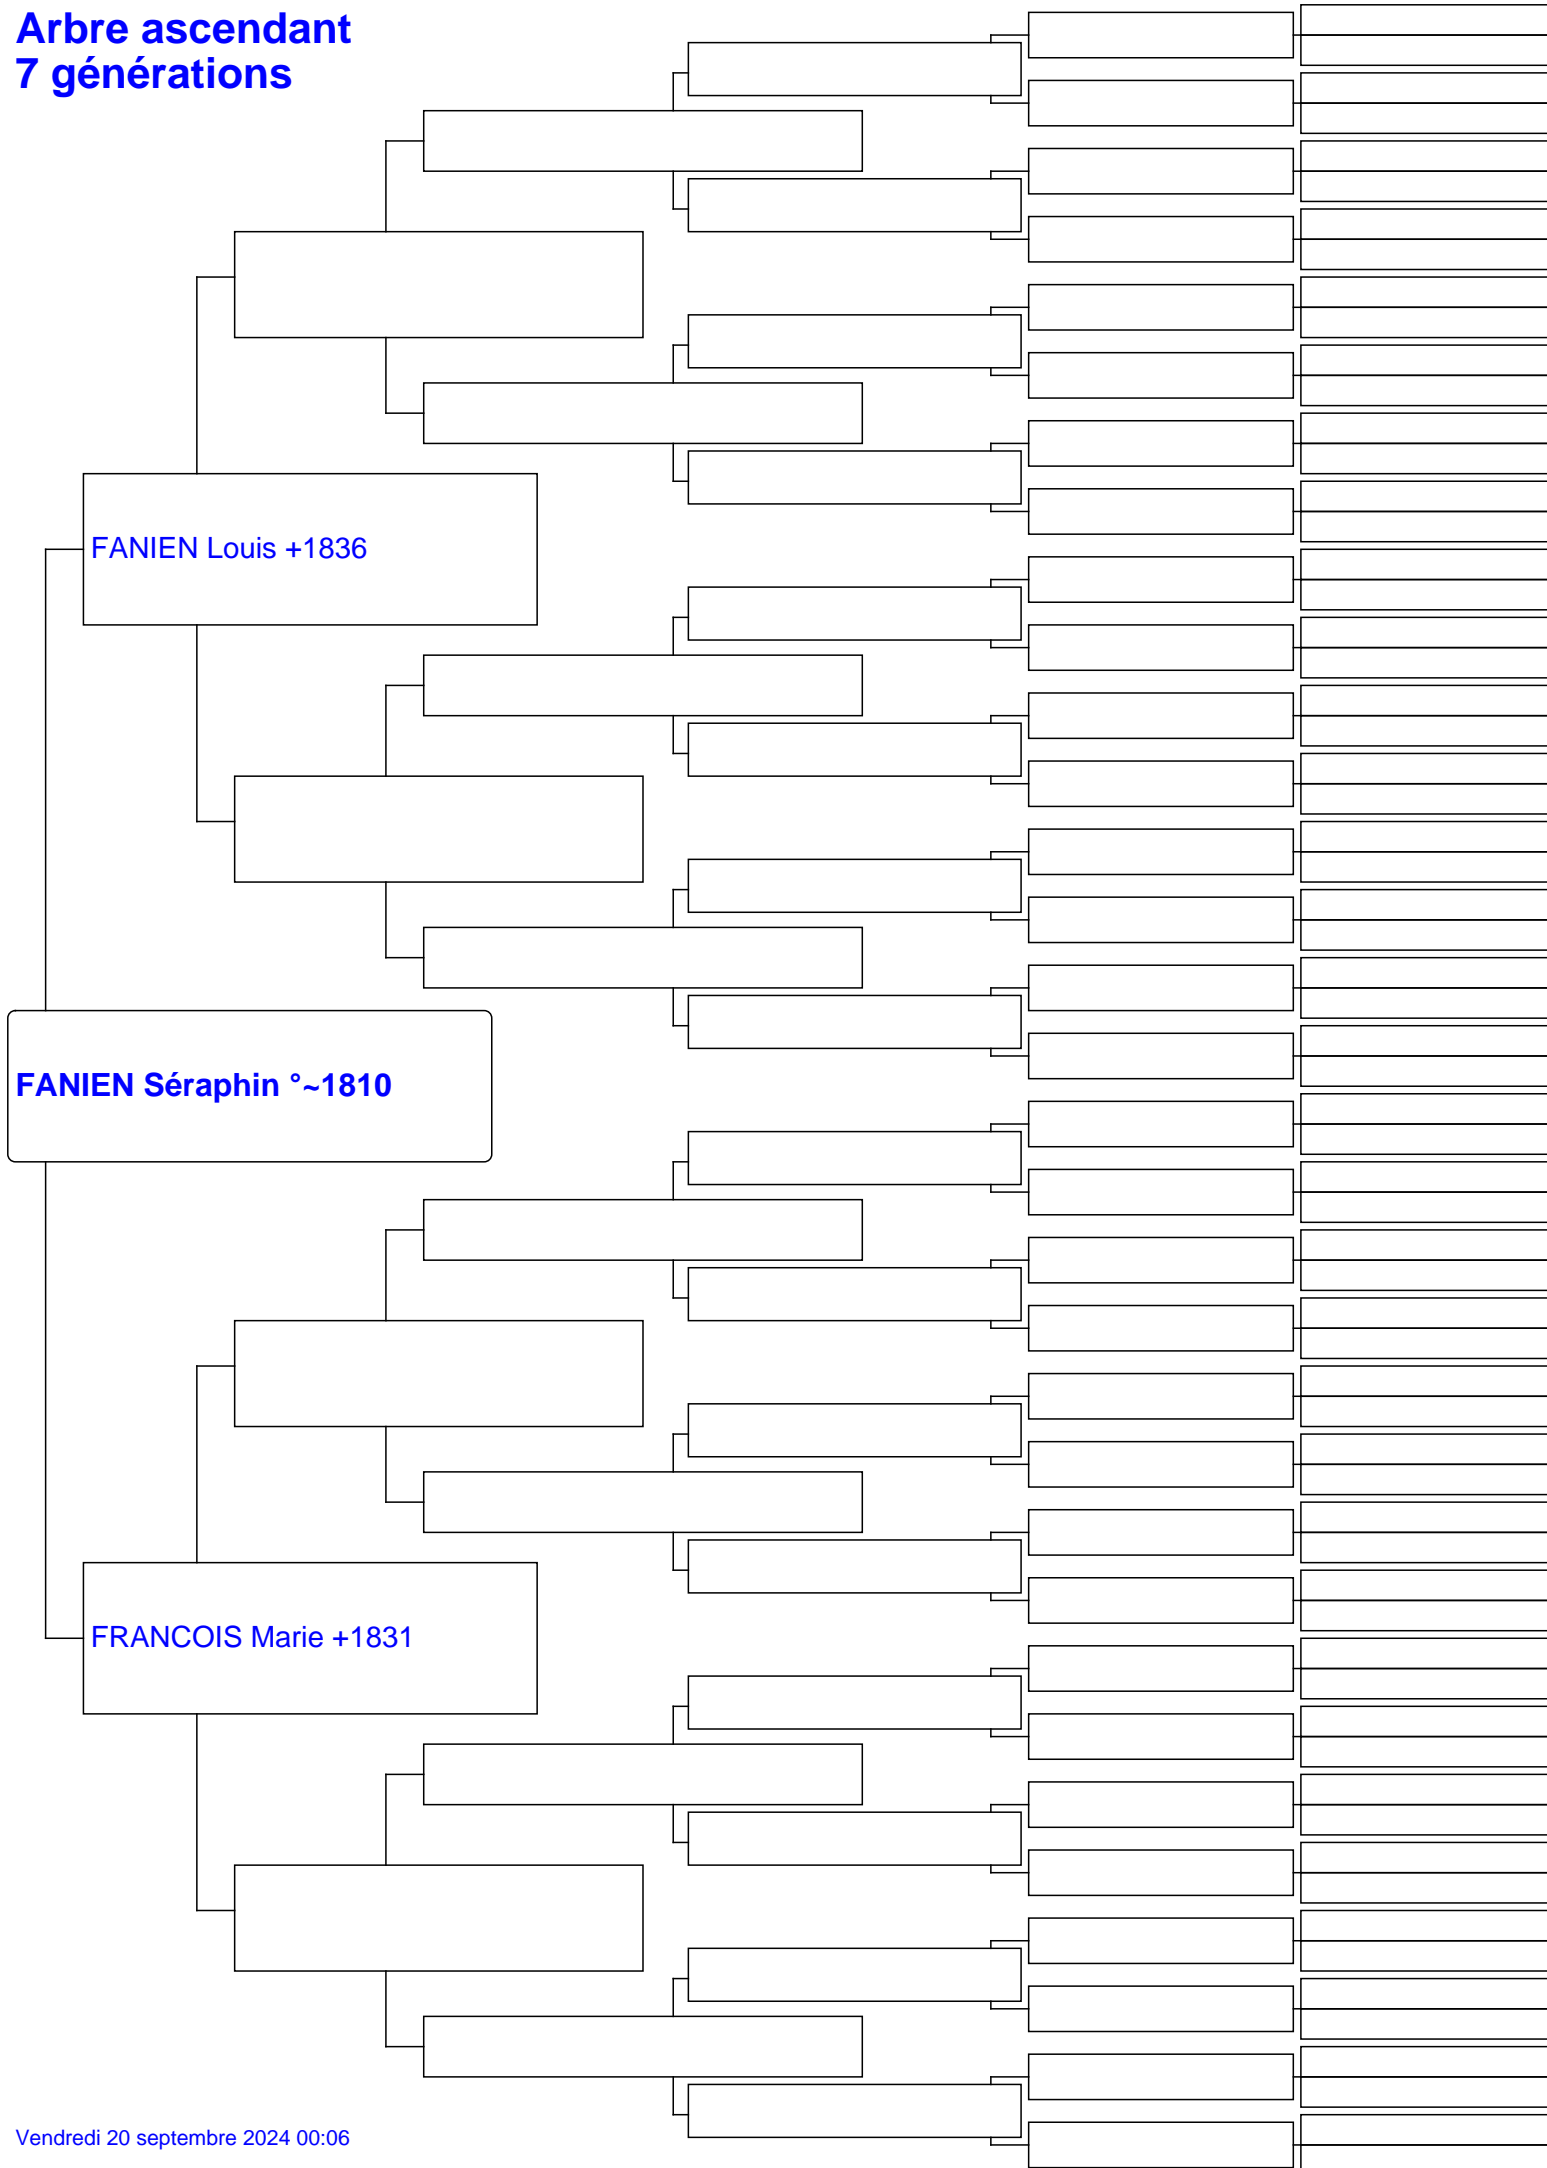 Arbre ascendant
7 générations
FANIEN Louis +1836
FANIEN Séraphin °~1810
FRANCOIS Marie +1831
Vendredi 20 septembre 2024 00:06